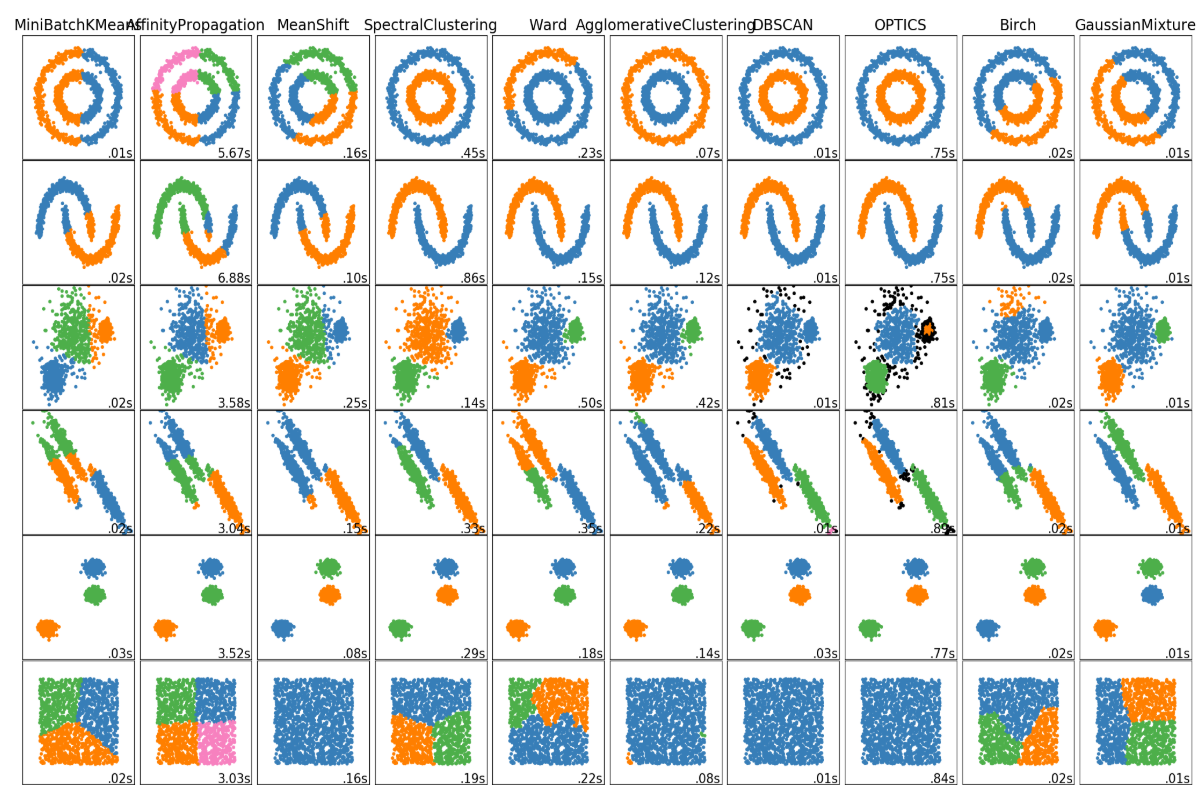 MiniBatchKMeans AffinityPropagation MeanShift SpectralClustering Ward AgglomerativeClustering DBSCAN OPTICS Birch GaussianMixture
.01s 5.67s .16s .45s .23s .07s .01s .75s .02s .01s
.02s 6.88s .10s .86s .15s .12s .01s .75s .02s .01s
.02s 3.58s .25s .14s .50s .42s .01s .81s .02s .01s
.02s 3.04s .15s .33s .35s .22s .01s .89s .02s .01s
.03s 3.52s .08s .29s .18s .14s .03s .77s .02s .01s
.02s 3.03s .16s .19s .22s .08s .01s .84s .02s .01s